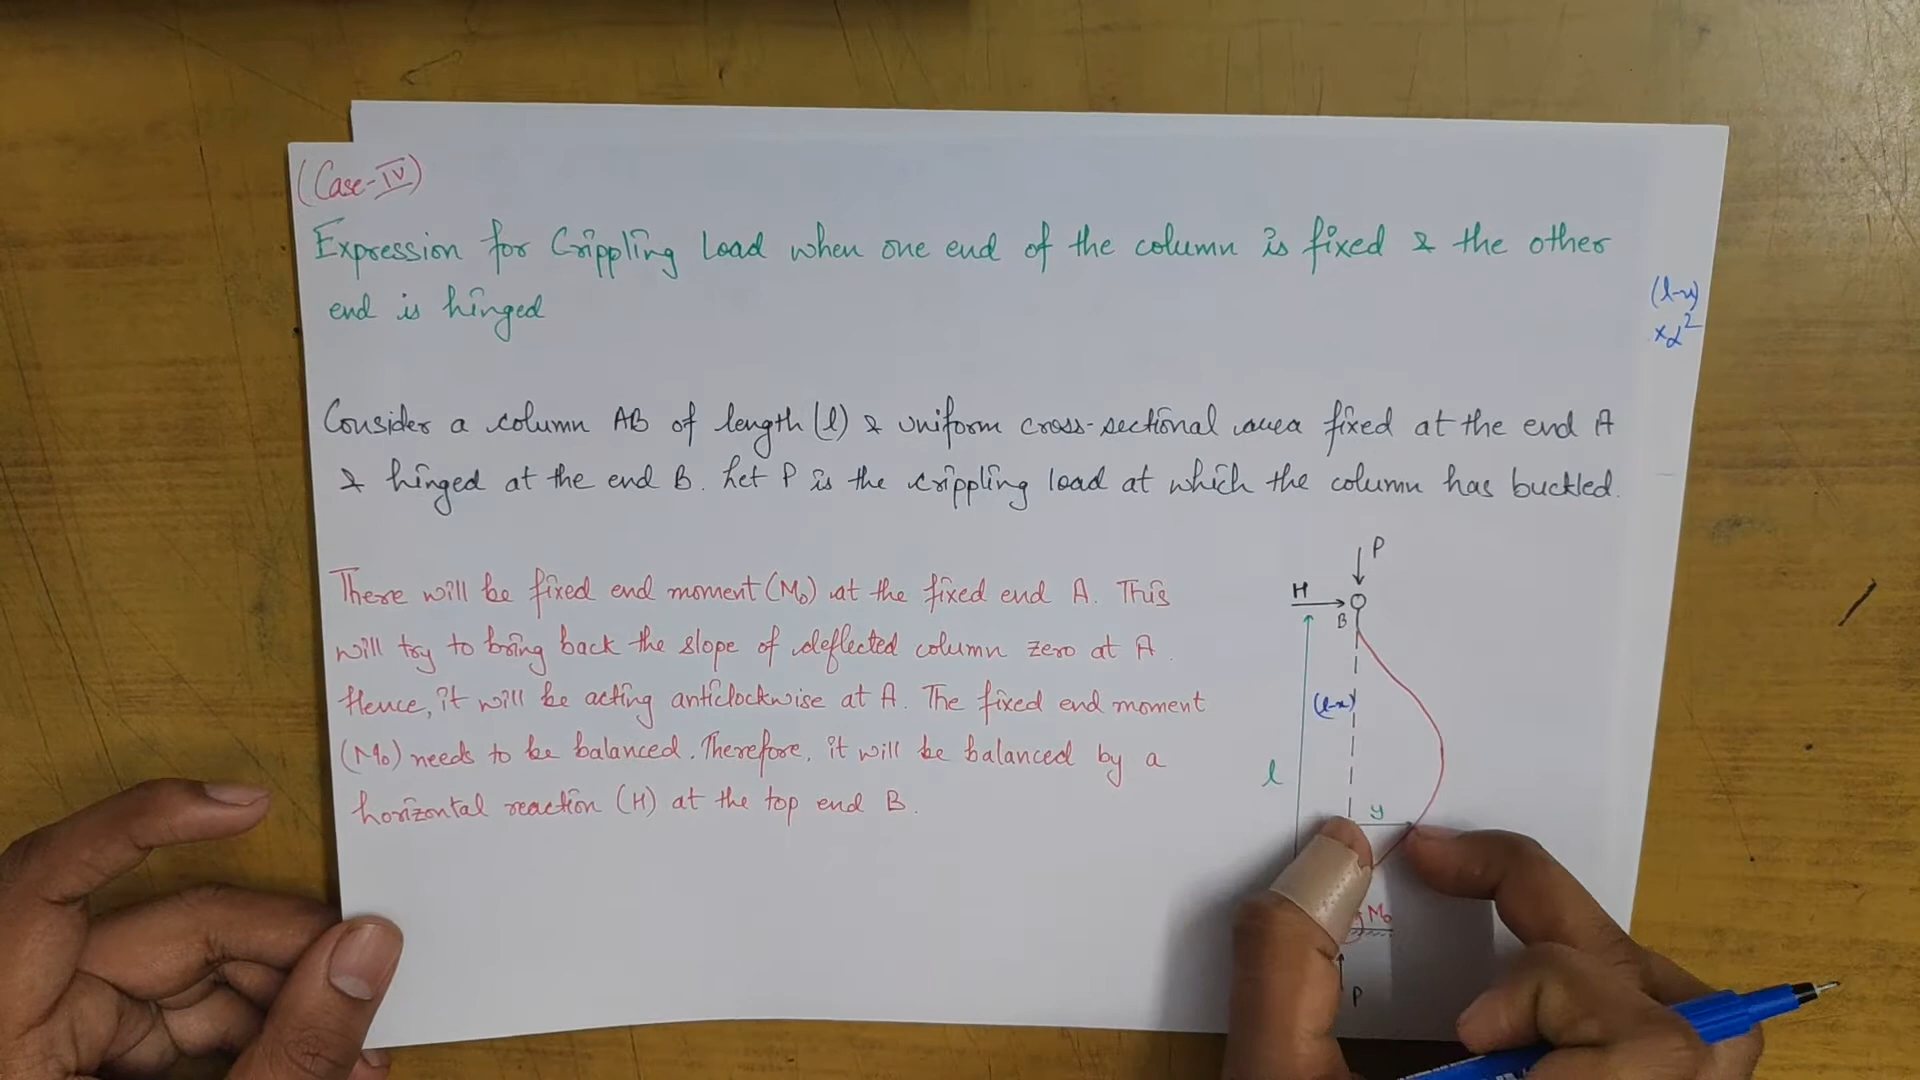 (Case-IV)
Expression for Crippling Load when one end of the column is fixed & the other
end is hinged
(l-x)
xα²
Consider a column AB of length (l) & uniform cross-sectional area fixed at the end A
& hinged at the end B. Let P is the crippling load at which the column has buckled.
There will be fixed end moment (M₀) at the fixed end A. This
will try to bring back the slope of deflected column zero at A.
Hence, it will be acting anticlockwise at A. The fixed end moment
(M₀) needs to be balanced. Therefore, it will be balanced by a
horizontal reaction (H) at the top end B.
P
H
B
(l-x)
l
y
M₀
P